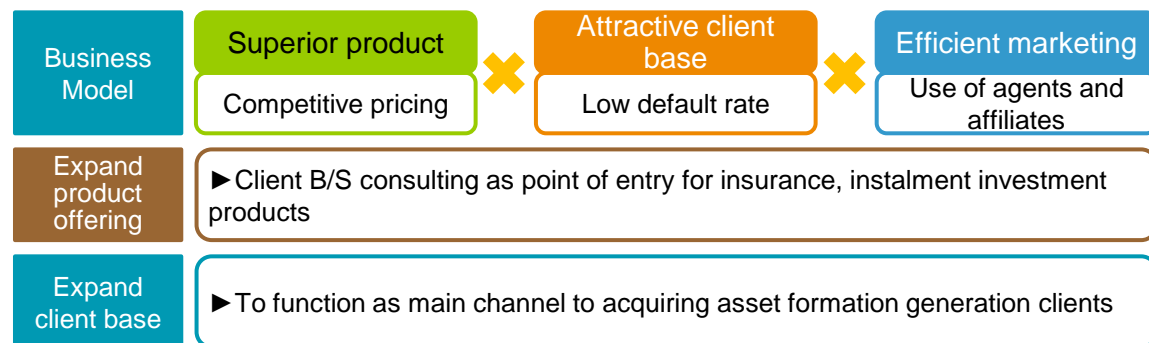 Business
Model
Superior product
Competitive pricing
Attractive client
base
Low default rate
Efficient marketing
Use of agents and
affiliates
Expand
product
offering
►Client B/S consulting as point of entry for insurance, instalment investment
products
Expand
client base
►To function as main channel to acquiring asset formation generation clients